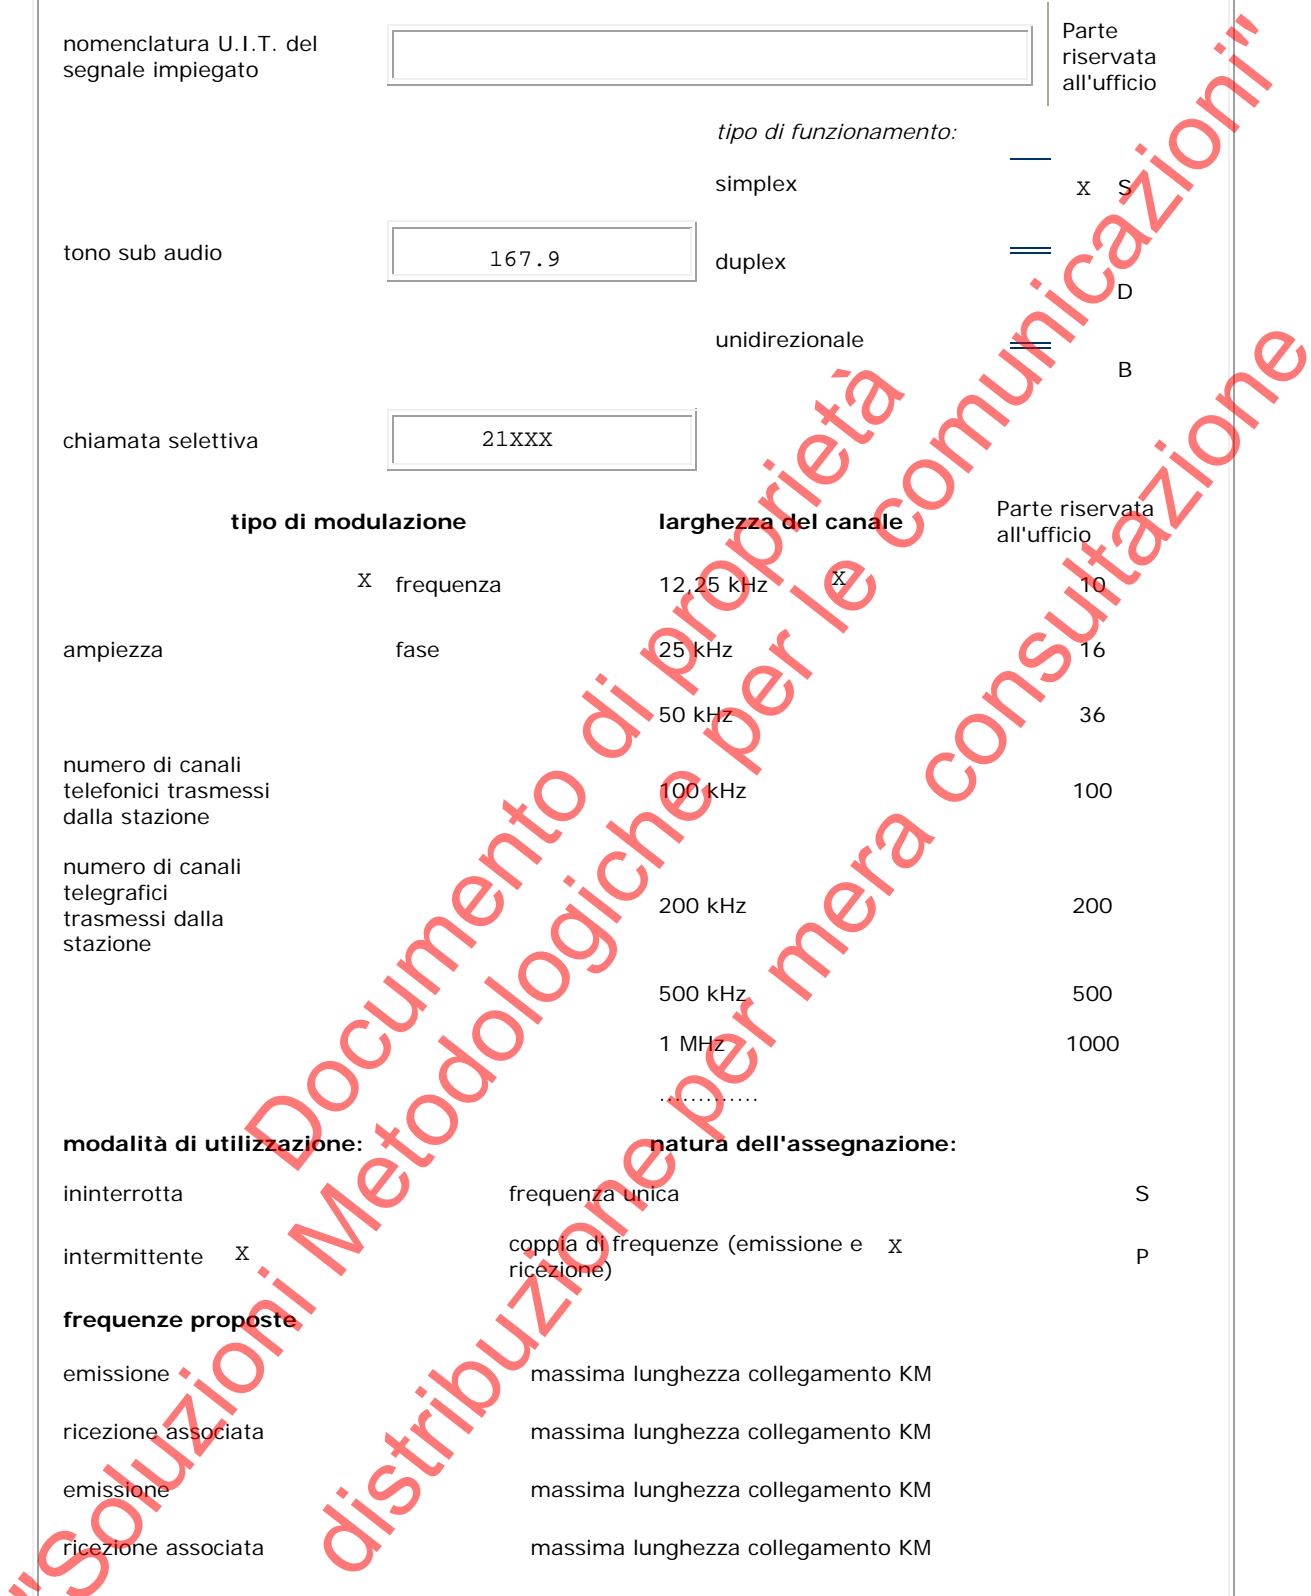 nomenclatura U.I.T. del
segnale impiegato
Parte
riservata
all'ufficio
tipo di funzionamento:
simplex X S
tono sub audio 167.9 duplex
D
unidirezionale
B
chiamata selettiva 21XXX
tipo di modulazione larghezza del canale Parte riservata
all'ufficio
X frequenza 12,25 kHz X 10
ampiezza fase 25 kHz 16
50 kHz 36
numero di canali
telefonici trasmessi
dalla stazione
100 kHz 100
numero di canali
telegrafici
trasmessi dalla
stazione
200 kHz 200
500 kHz 500
1 MHz 1000
.............
modalità di utilizzazione: natura dell'assegnazione:
ininterrotta frequenza unica S
intermittente X coppia di frequenze (emissione e
ricezione) X P
frequenze proposte
emissione massima lunghezza collegamento KM
ricezione associata massima lunghezza collegamento KM
emissione massima lunghezza collegamento KM
ricezione associata massima lunghezza collegamento KM
Documento di proprietà
"Soluzioni Metodologiche per le comunicazioni"
distribuzione per mera consultazione